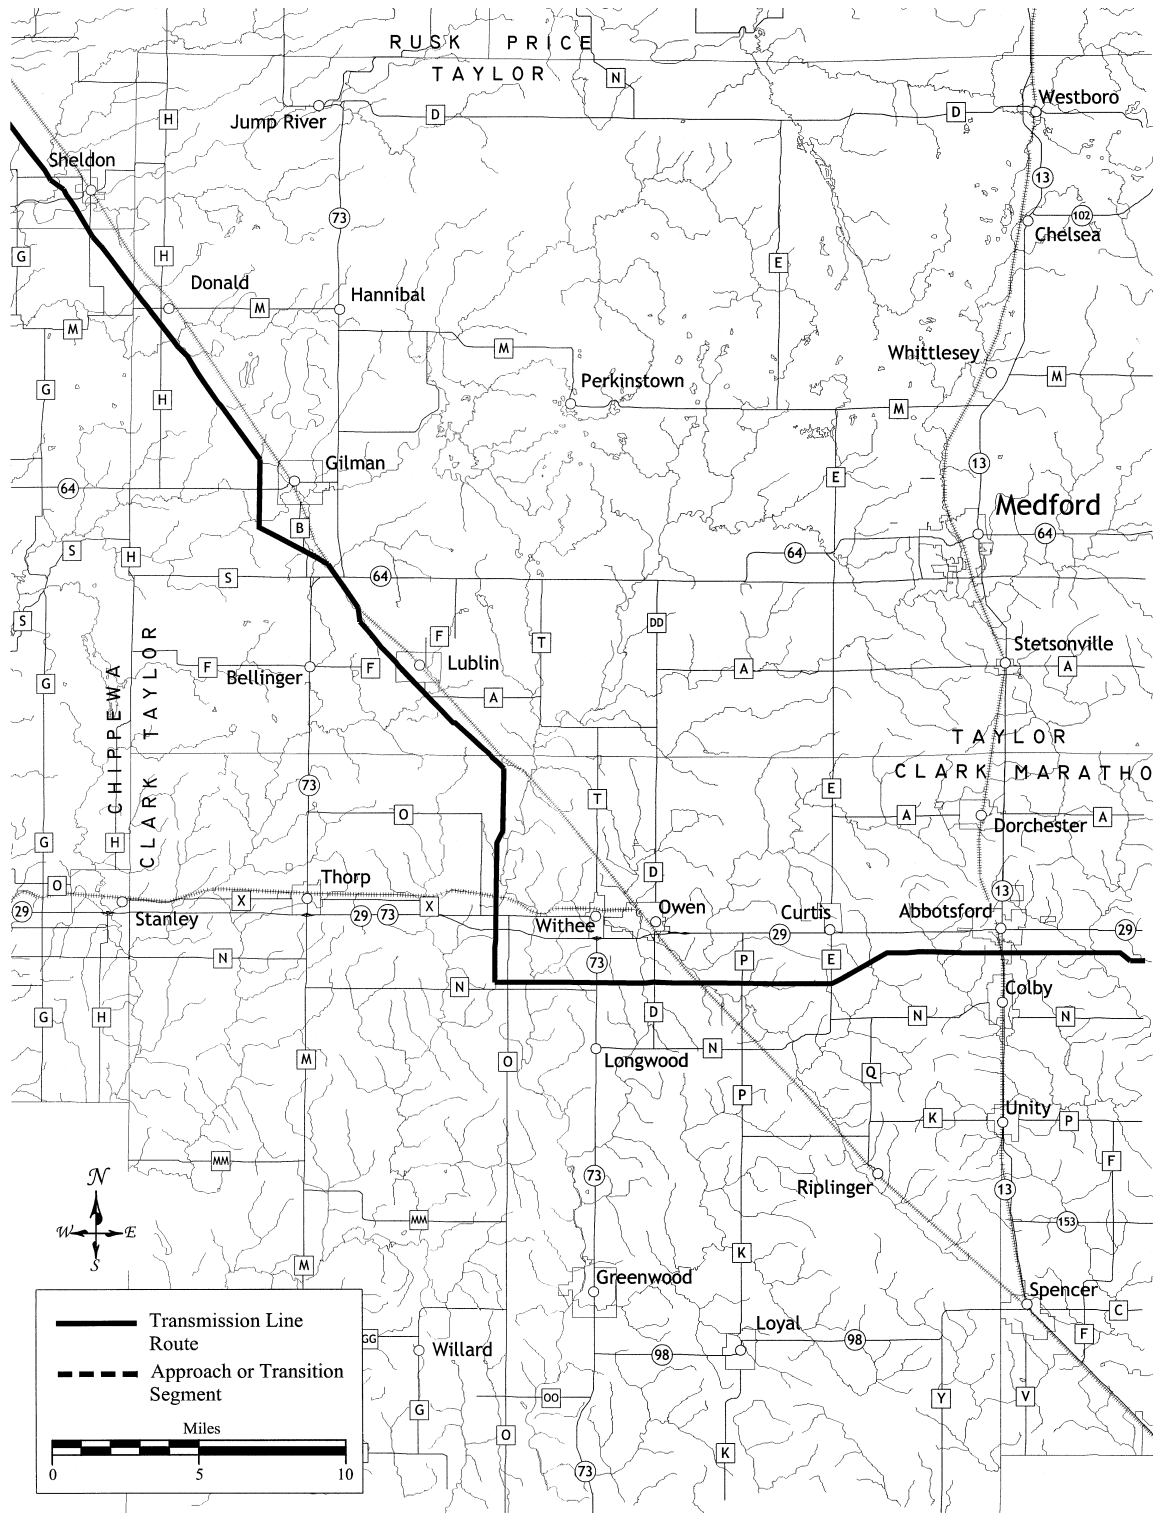 RUSK PRICE
TAYLOR
N
Westboro
H
Jump River
D
D
Sheldon
13
73
102
Chelsea
G
H
E
Donald
Hannibal
M
M
M
Whittlesey
Perkinstown
M
G
H
M
Gilman
13
64
E
Medford
B
64
S
H
64
S
64
S
DD
F
T
Stetsonville
F
Bellinger
F
Lublin
A
A
G
A
CHIPPEWA
CLARK TAYLOR
TAYLOR
CLARK MARATHO
73
T
E
O
A
Dorchester
A
G
H
O
Thorp
D
13
X
X
29
Stanley
29
73
Withee
Owen
Curtis
29
Abbotsford
29
N
73
P
E
N
Colby
G
H
D
N
N
M
O
Longwood
N
Q
P
K
Unity
P
MM
F
73
Riplinger
13
N
W
E
S
MM
153
K
M
Greenwood
Spencer
C
Loyal
F
GG
Willard
98
98
OO
Y
V
G
O
K
73
Transmission Line
Route
Approach or Transition
Segment
Miles
0 5 10